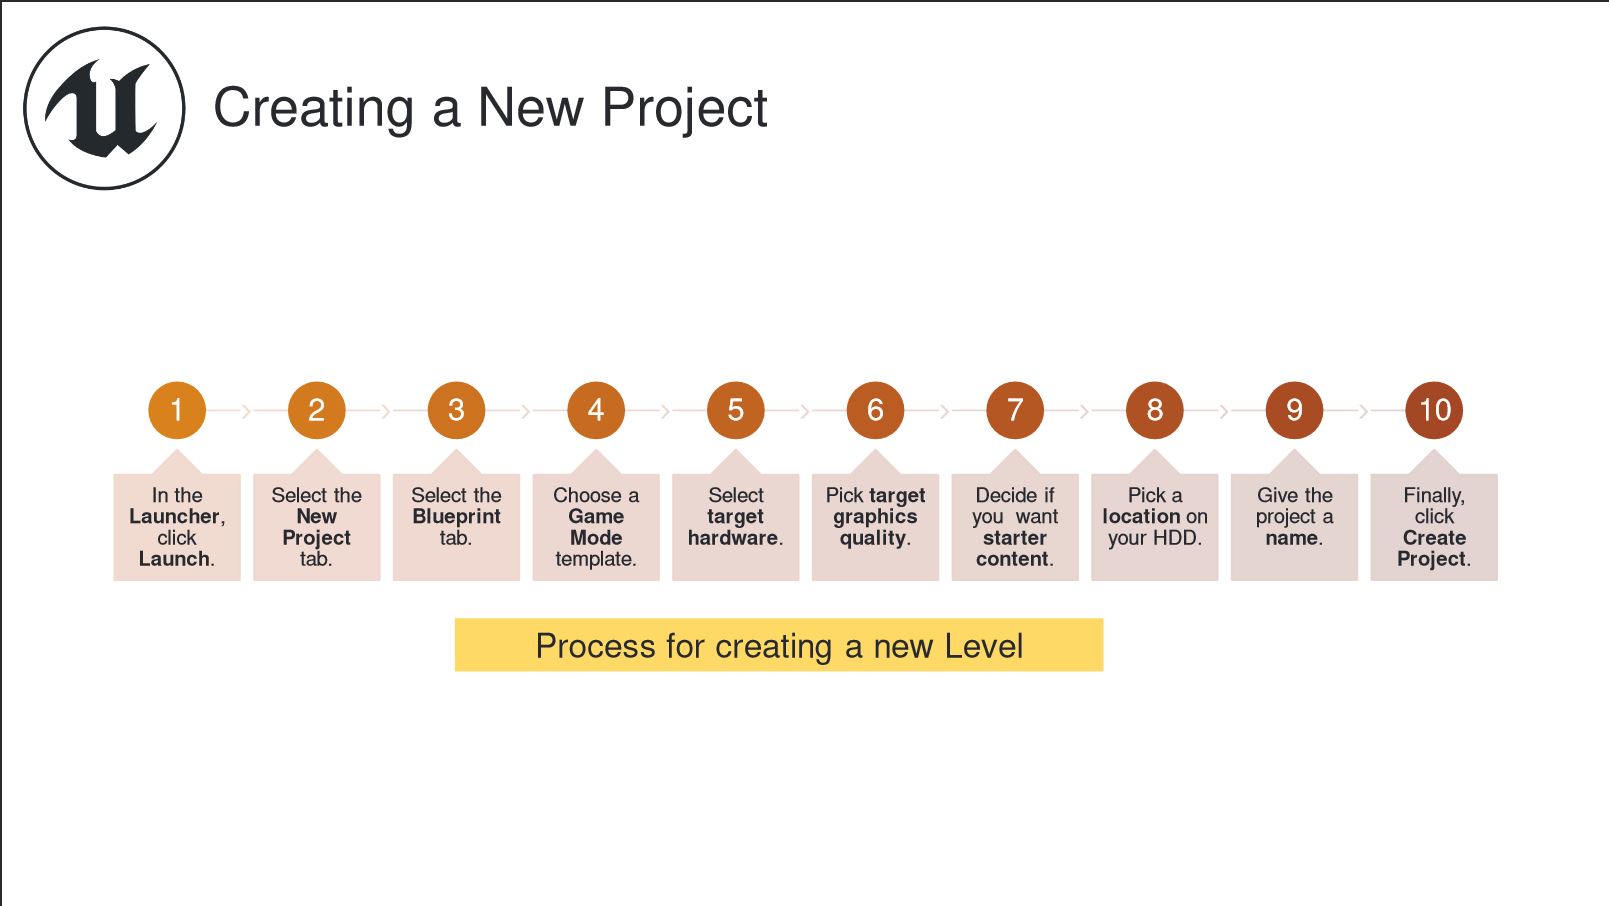 Creating a New Project
1
2
3
4
5
6
7
8
9
10
In the
Launcher,
click
Launch.
Select the
New
Project
tab.
Select the
Blueprint
tab.
Choose a
Game
Mode
template.
Select
target
hardware.
Pick target
graphics
quality.
Decide if
you want
starter
content.
Pick a
location on
your HDD.
Give the
project a
name.
Finally,
click
Create
Project.
Process for creating a new Level